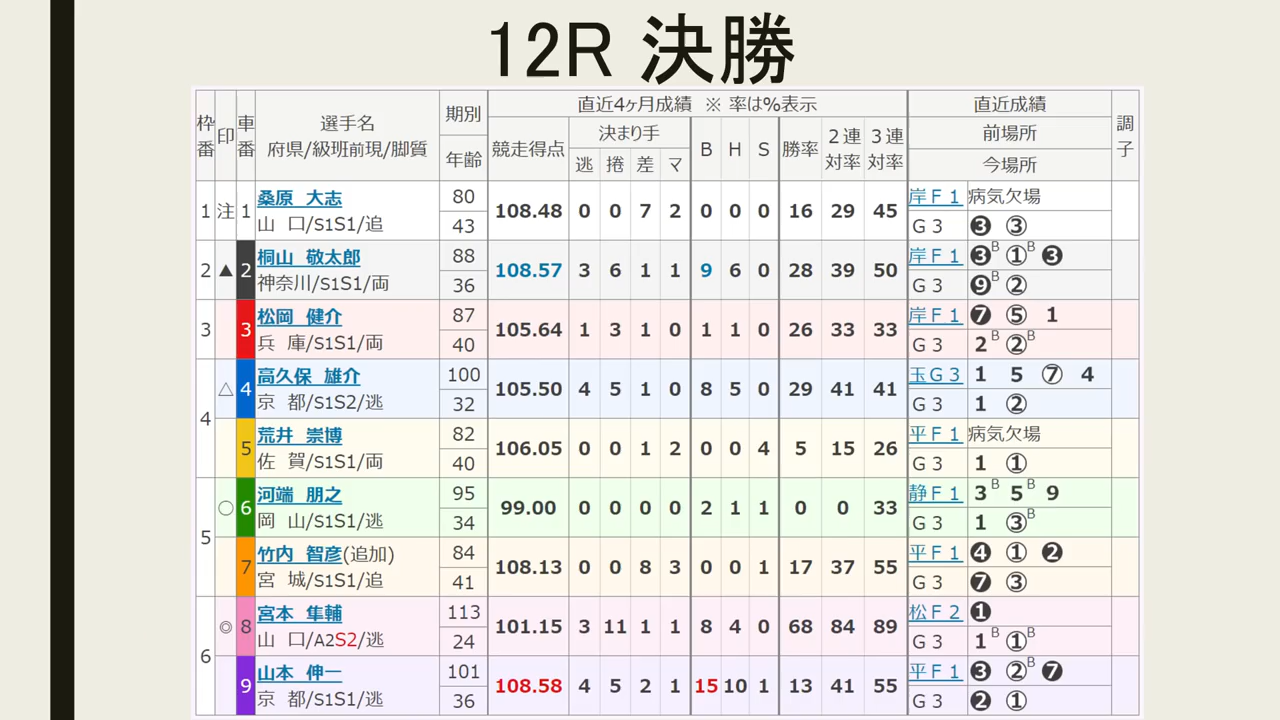 12R 決勝
枠番 印 車番 選手名 府県/級班前現/脚質 期別 年齢 直近4ヶ月成績 ※ 率は%表示 直近成績 調子
競走得点 決まり手 B H S 勝率 2連対率 3連対率 前場所
逃 捲 差 マ 今場所
1 注 1 桑原 大志 80 108.48 0 0 7 2 0 0 0 16 29 45 岸F1 病気欠場
山 口/S1S1/追 43 G3 ❸ ③
2 ▲ 2 桐山 敬太郎 88 108.57 3 6 1 1 9 6 0 28 39 50 岸F1 ❸B ①B ❸
神奈川/S1S1/両 36 G3 ❾B ②
3 3 松岡 健介 87 105.64 1 3 1 0 1 1 0 26 33 33 岸F1 ❼ ⑤ 1
兵 庫/S1S1/両 40 G3 2B ②B
4 △ 4 高久保 雄介 100 105.50 4 5 1 0 8 5 0 29 41 41 玉G3 1 5 ⑦ 4
京 都/S1S2/逃 32 G3 1 ②
5 荒井 崇博 82 106.05 0 0 1 2 0 0 4 5 15 26 平F1 病気欠場
佐 賀/S1S1/両 40 G3 1 ①
5 ○ 6 河端 朋之 95 99.00 0 0 0 0 2 1 1 0 0 33 静F1 3B 5B 9
岡 山/S1S1/逃 34 G3 1 ③B
7 竹内 智彦(追加) 84 108.13 0 0 8 3 0 0 1 17 37 55 平F1 ❹ ① ❷
宮 城/S1S1/追 41 G3 ❼ ③
6 ◎ 8 宮本 隼輔 113 101.15 3 11 1 1 8 4 0 68 84 89 松F2 ❶
山 口/A2S2/逃 24 G3 1B ①B
9 山本 伸一 101 108.58 4 5 2 1 15 10 1 13 41 55 平F1 ❸ ②B ❼
京 都/S1S1/逃 36 G3 ❷ ①